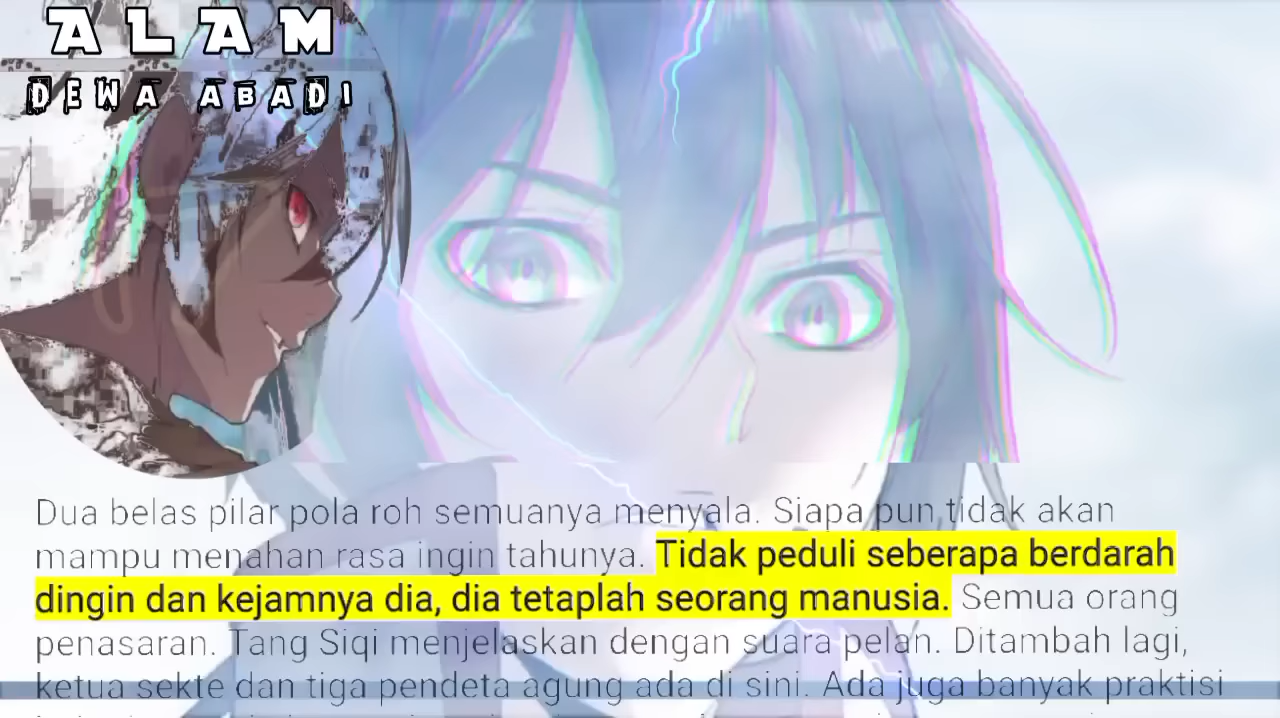 ALAM
DEWA ABADI
Dua belas pilar pola roh semuanya menyala. Siapa pun tidak akan
mampu menahan rasa ingin tahunya. Tidak peduli seberapa berdarah
dingin dan kejamnya dia, dia tetaplah seorang manusia. Semua orang
penasaran. Tang Siqi menjelaskan dengan suara pelan. Ditambah lagi,
ketua sekte dan tiga pendeta agung ada di sini. Ada juga banyak praktisi